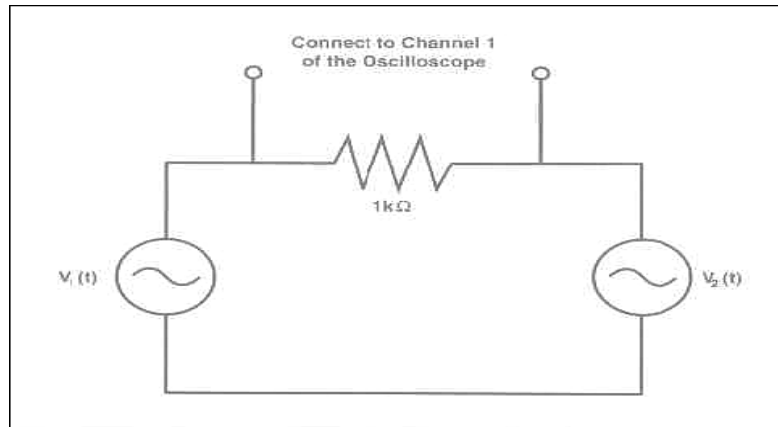 Connect to Channel 1
of the Oscilloscope
1kΩ
V₁ (t)
V₂ (t)